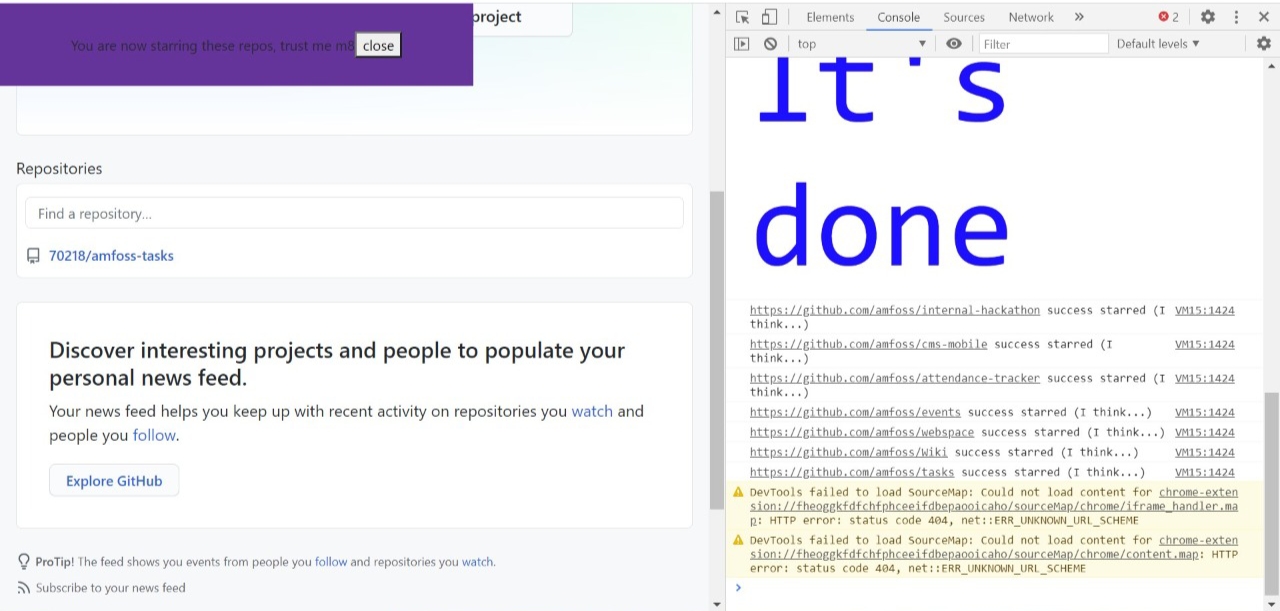 project
You are now starring these repos, trust me m8
close
Repositories
Find a repository...
70218/amfoss-tasks
Discover interesting projects and people to populate your
personal news feed.
Your news feed helps you keep up with recent activity on repositories you watch and
people you follow.
Explore GitHub
ProTip! The feed shows you events from people you follow and repositories you watch.
Subscribe to your news feed
Elements Console Sources Network » 2
top Filter Default levels ▼
It's
done
https://github.com/amfoss/internal-hackathon success starred (I VM15:1424
think...)
https://github.com/amfoss/cms-mobile success starred (I VM15:1424
think...)
https://github.com/amfoss/attendance-tracker success starred (I VM15:1424
think...)
https://github.com/amfoss/events success starred (I think...) VM15:1424
https://github.com/amfoss/webspace success starred (I think...) VM15:1424
https://github.com/amfoss/Wiki success starred (I think...) VM15:1424
https://github.com/amfoss/tasks success starred (I think...) VM15:1424
DevTools failed to load SourceMap: Could not load content for chrome-exten
sion://fheoggkfdfchfphceeifdbepaooicaho/sourceMap/chrome/iframe_handler.ma
p: HTTP error: status code 404, net::ERR_UNKNOWN_URL_SCHEME
DevTools failed to load SourceMap: Could not load content for chrome-exten
sion://fheoggkfdfchfphceeifdbepaooicaho/sourceMap/chrome/content.map: HTTP
error: status code 404, net::ERR_UNKNOWN_URL_SCHEME